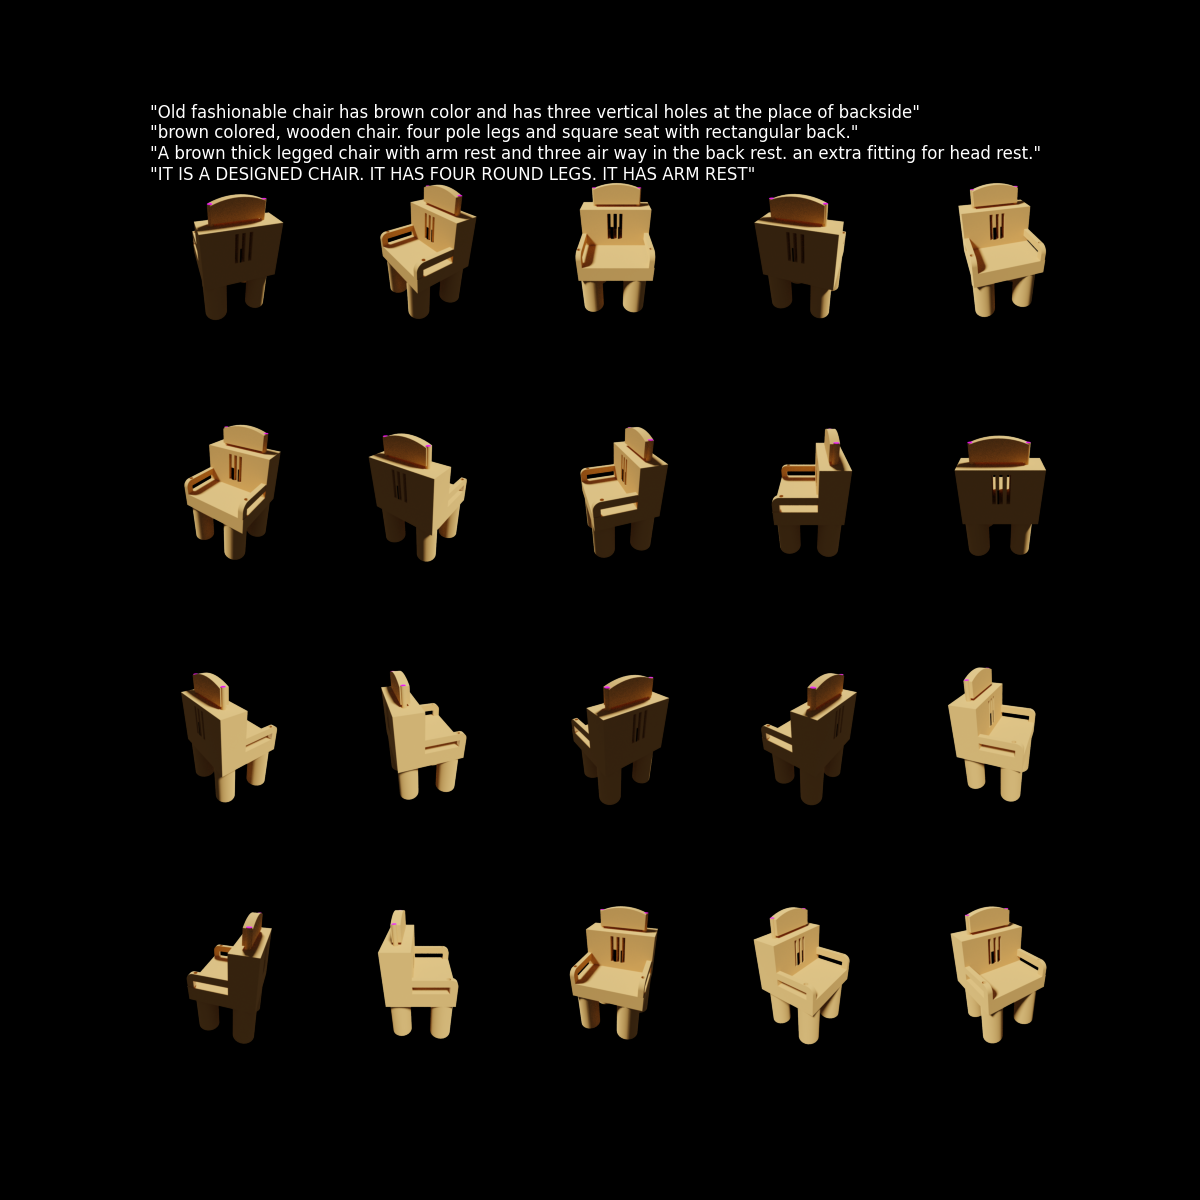 "Old fashionable chair has brown color and has three vertical holes at the place of backside"
"brown colored, wooden chair. four pole legs and square seat with rectangular back."
"A brown thick legged chair with arm rest and three air way in the back rest. an extra fitting for head rest."
"IT IS A DESIGNED CHAIR. IT HAS FOUR ROUND LEGS. IT HAS ARM REST"